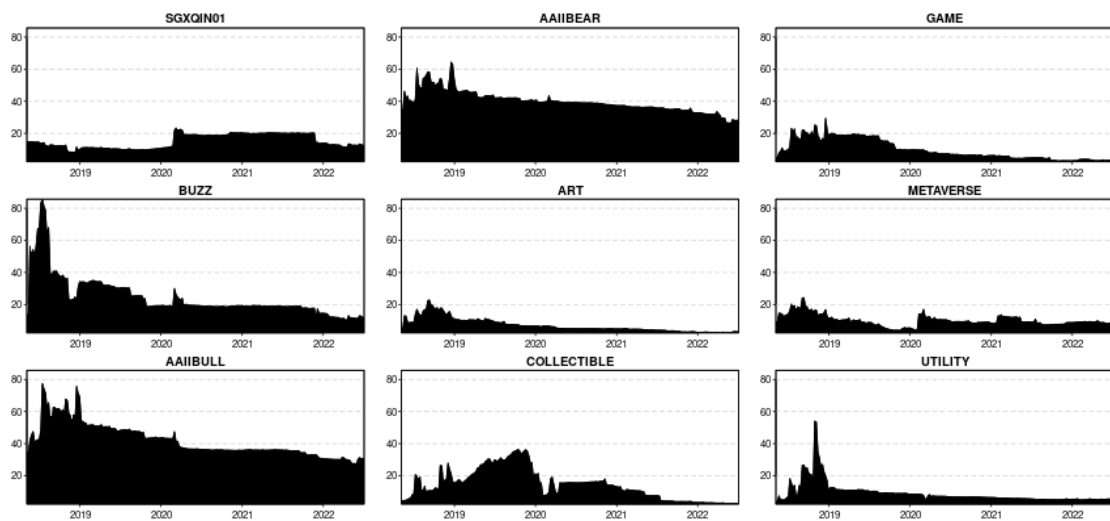 SGXQIN01 AAIIBEAR GAME
80 80 80
60 60 60
40 40 40
20 20 20
2019 2020 2021 2022 2019 2020 2021 2022 2019 2020 2021 2022
BUZZ ART METAVERSE
80 80 80
60 60 60
40 40 40
20 20 20
2019 2020 2021 2022 2019 2020 2021 2022 2019 2020 2021 2022
AAIIBULL COLLECTIBLE UTILITY
80 80 80
60 60 60
40 40 40
20 20 20
2019 2020 2021 2022 2019 2020 2021 2022 2019 2020 2021 2022